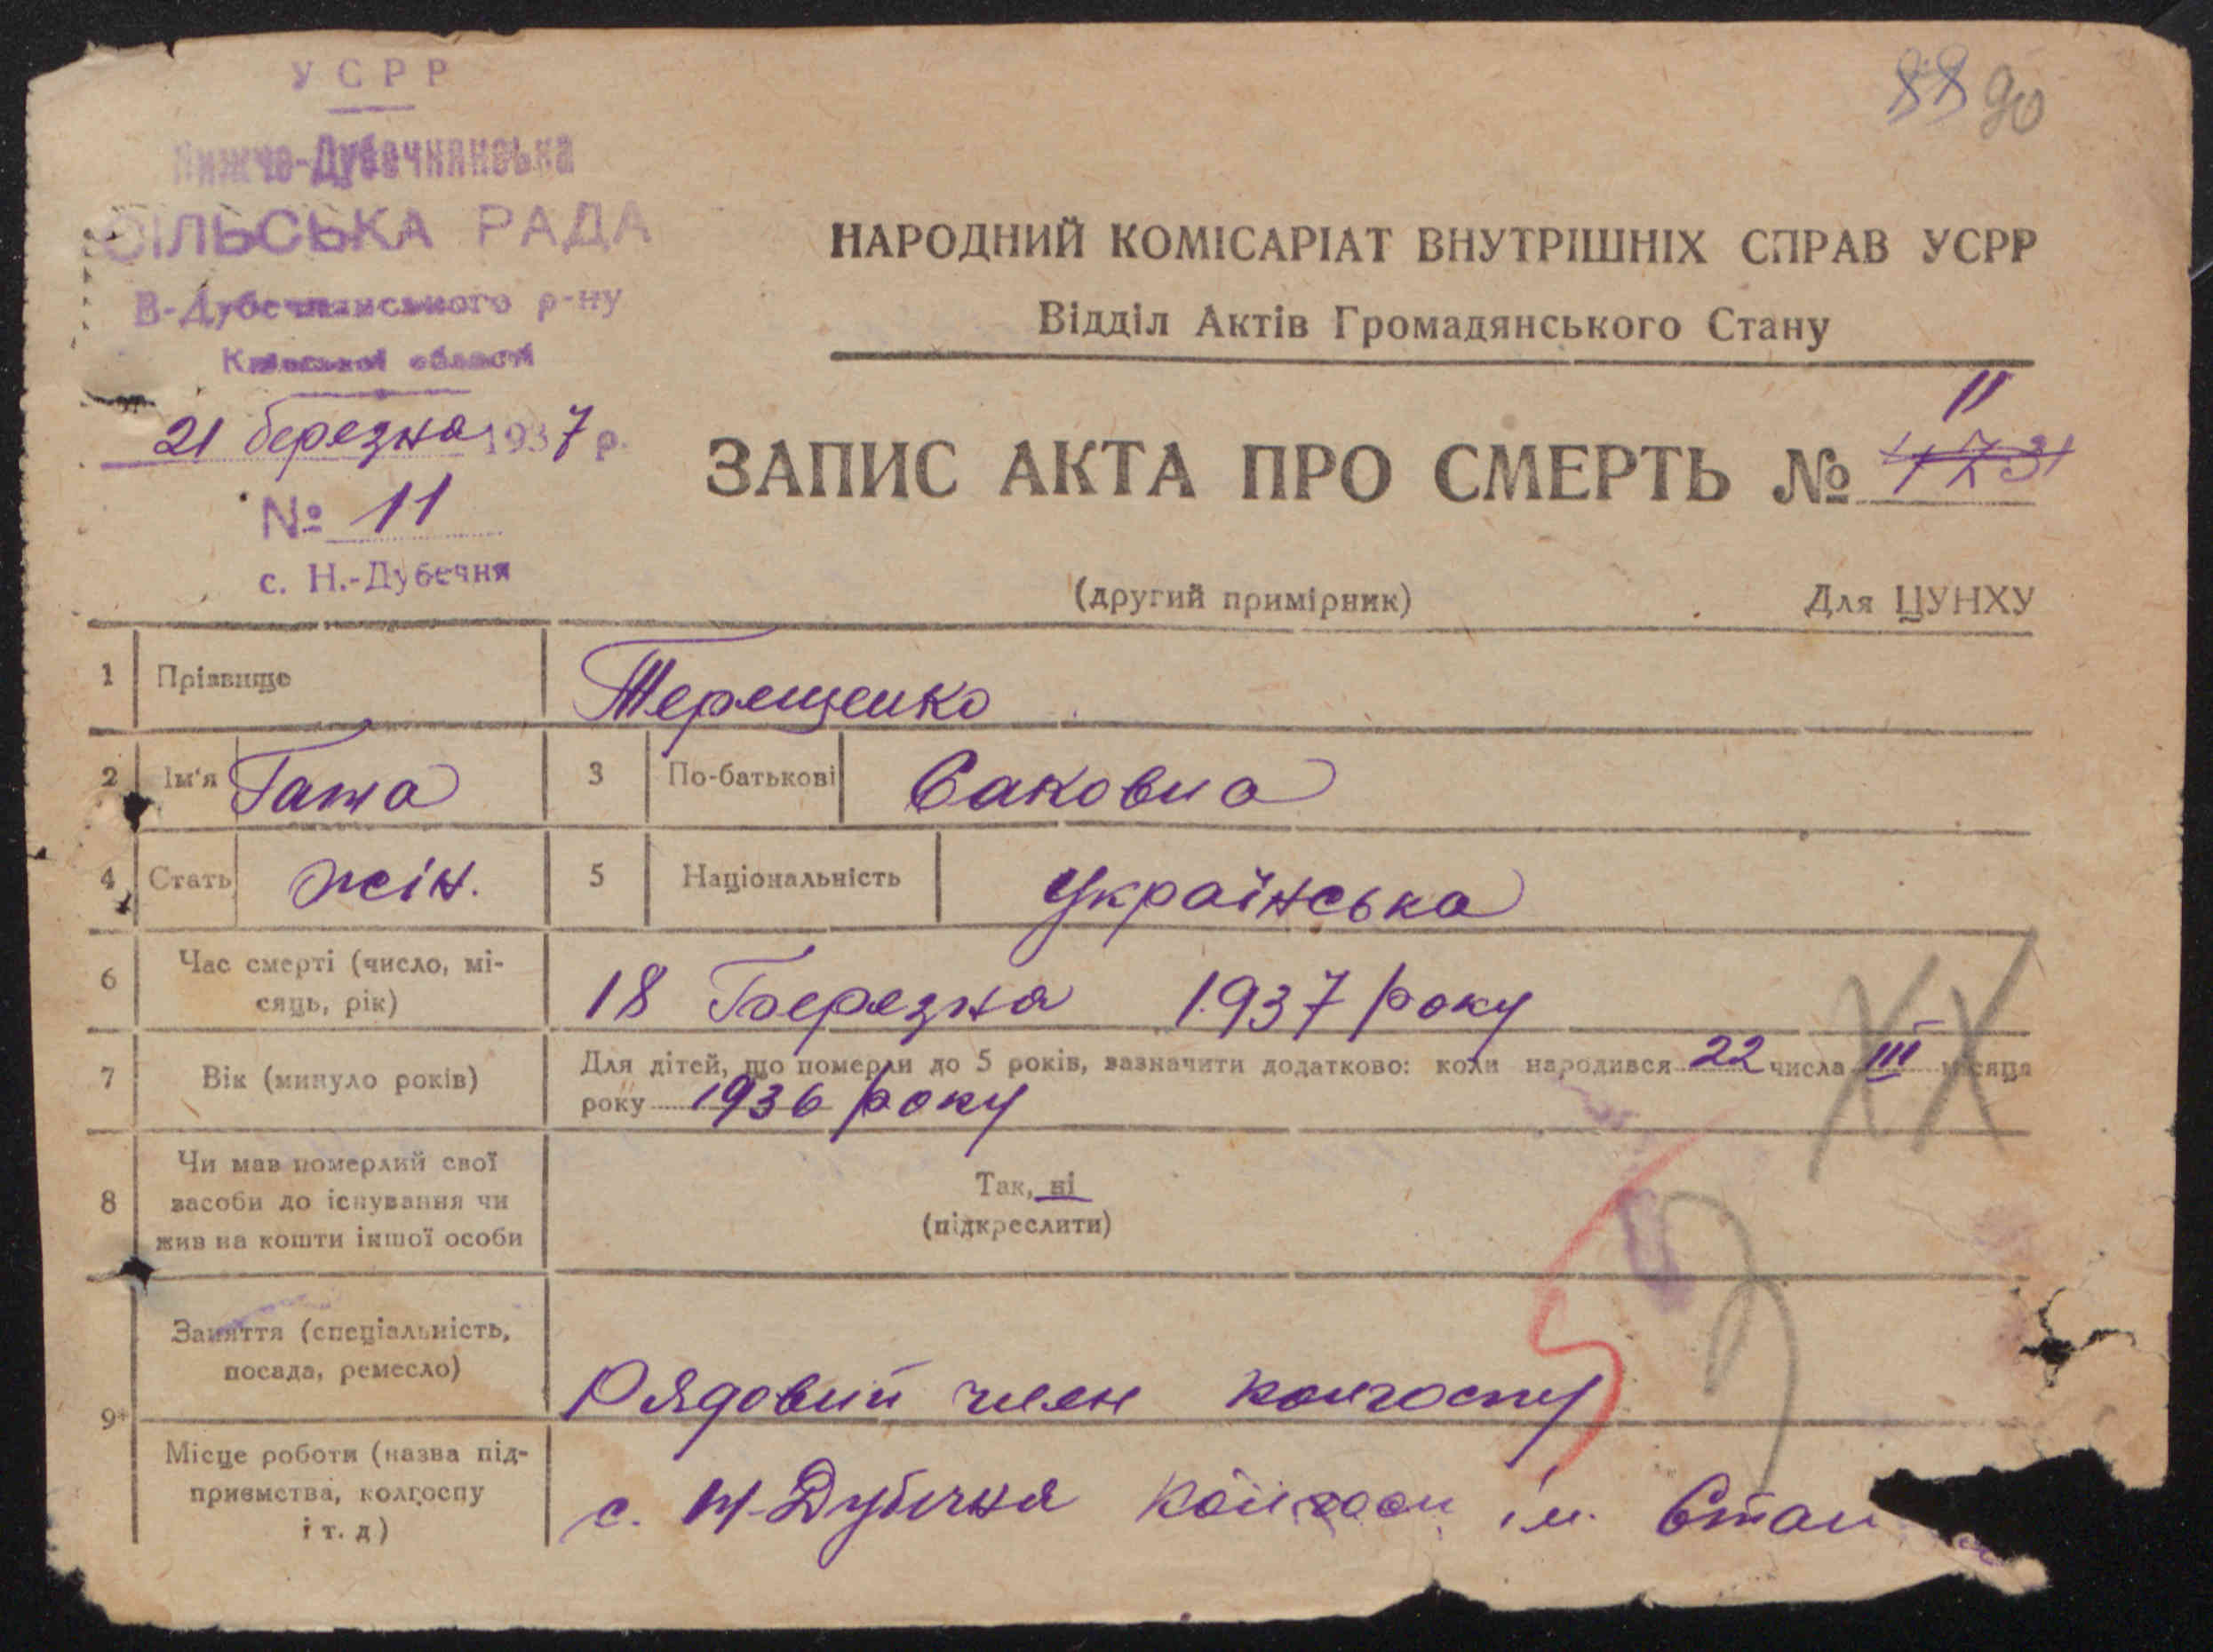 УСРР
88 90
Нижче-Дубечнянська
СІЛЬСЬКА РАДА
В-Дубечнянського р-ну
Київської області
21 березня 1937 р.
№ 11
с. Н.-Дубечня
НАРОДНИЙ КОМІСАРІАТ ВНУТРІШНІХ СПРАВ УСРР
Відділ Актів Громадянського Стану
11
ЗАПИС АКТА ПРО СМЕРТЬ №
(другий примірник) Для ЦУНХУ
1 Прізвище Терещенко
2 Ім'я Гаша 3 По-батькові Саковна
4 Стать жін. 5 Національність Українська
6 Час смерті (число, мі-
сяць, рік) 18 Березня 1937 року
7 Вік (минуло років) Для дітей, що померли до 5 років, зазначити додатково: коли народився 22 числа III місяця
року 1936 року
8 Чи мав померлий свої
засоби до існування чи
жив на кошти іншої особи
Так, ні
(підкреслити)
9 Заняття (спеціальність,
посада, ремесло) Рядовий член колгоспу
Місце роботи (назва під-
приємства, колгоспу
і т. д)
с. Н-Дубечня Колгосп ім. Стал